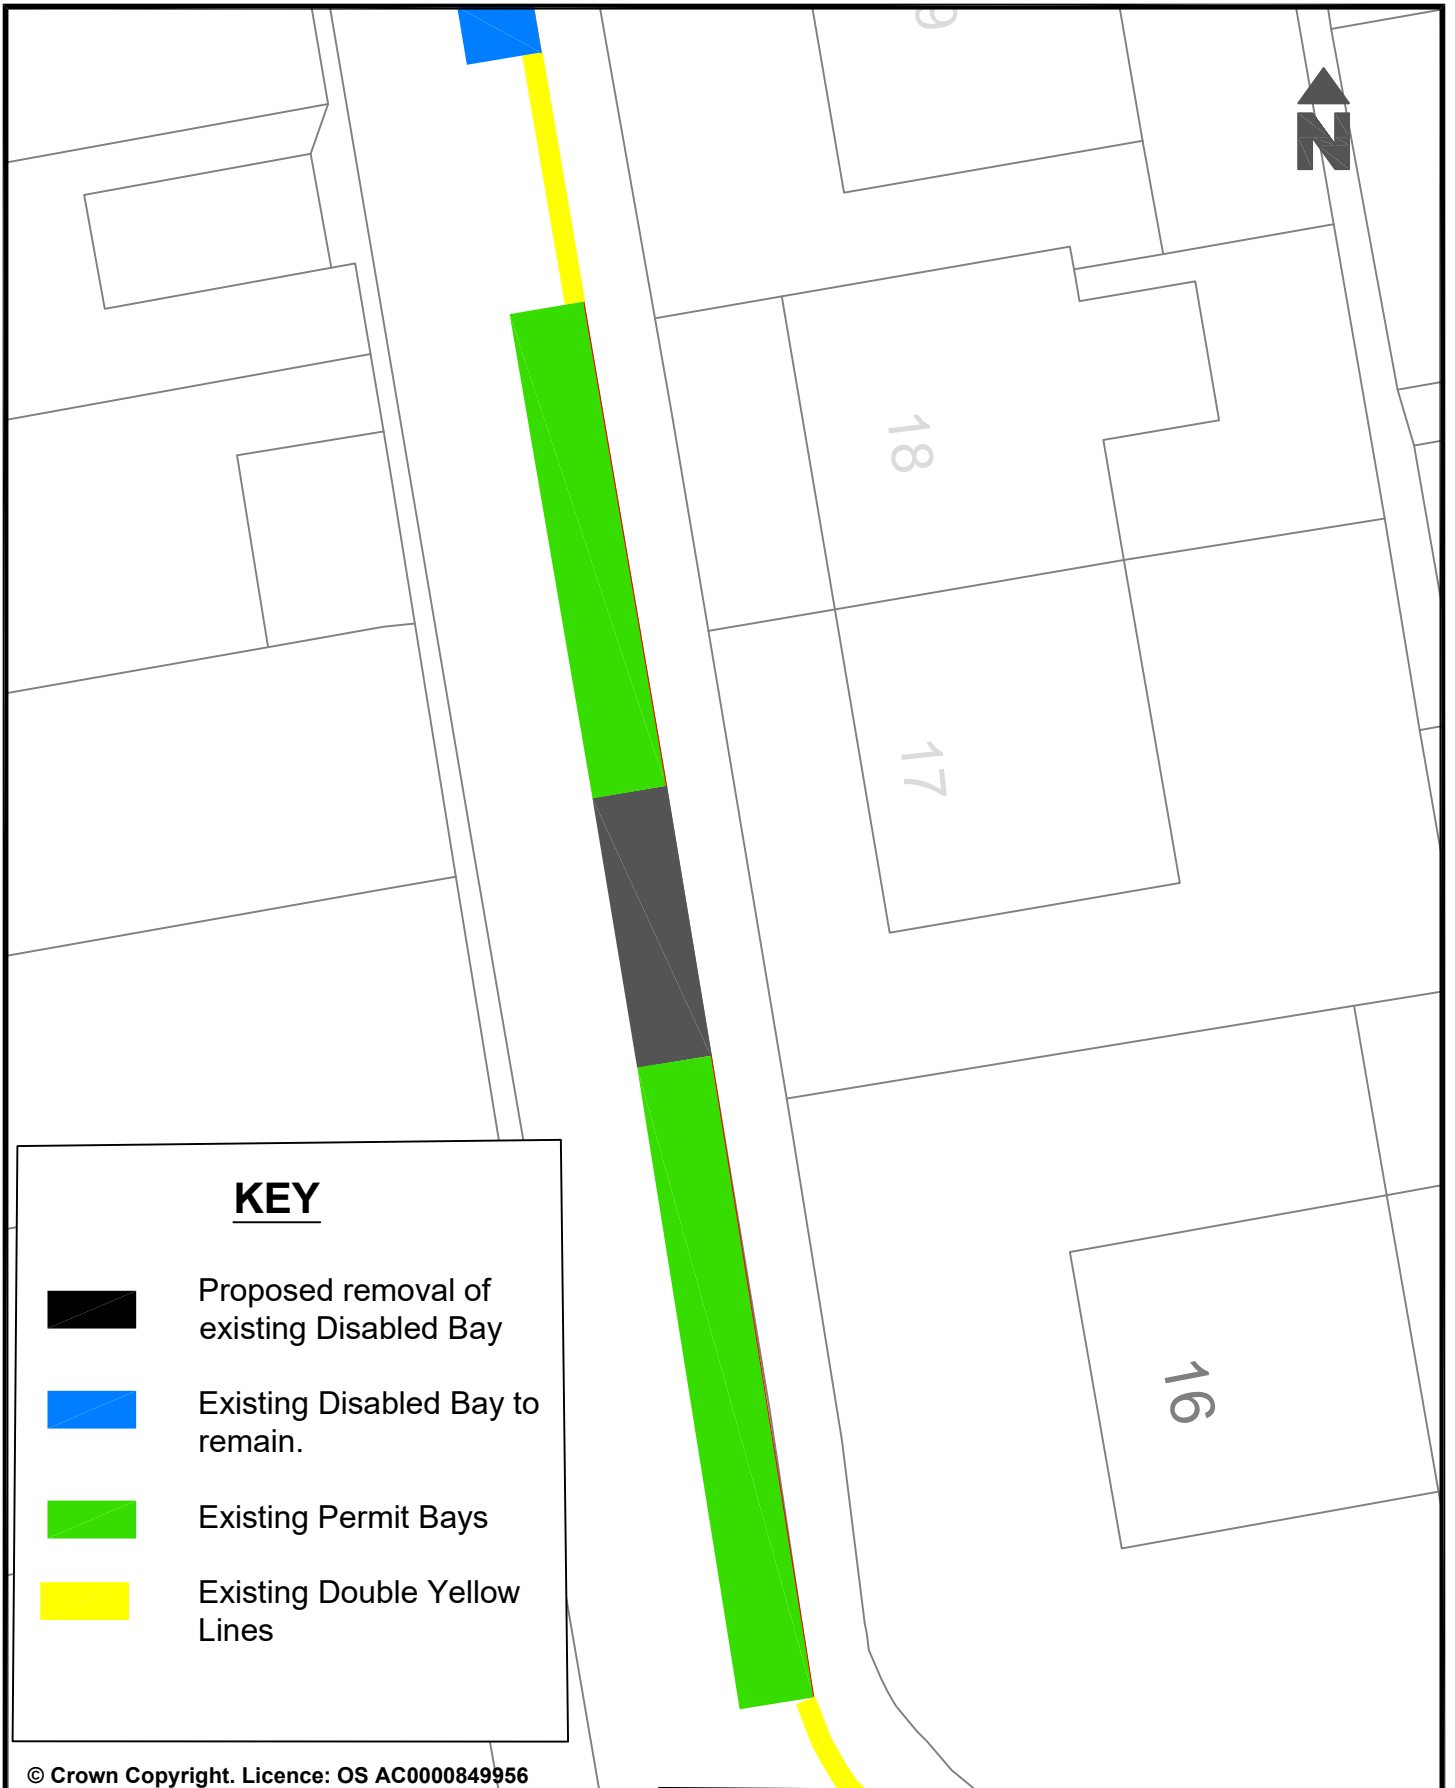 N
18
17
16
KEY
Proposed removal of
existing Disabled Bay
Existing Disabled Bay to
remain.
Existing Permit Bays
Existing Double Yellow
Lines
© Crown Copyright. Licence: OS AC0000849956